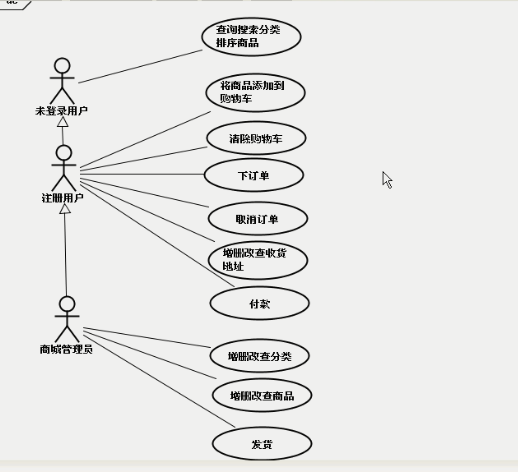 查询搜索分类
排序商品
未登录用户
将商品添加到
购物车
清除购物车
注册用户
下订单
取消订单
增删改查收货
地址
付款
商城管理员
增删改查分类
增删改查商品
发货